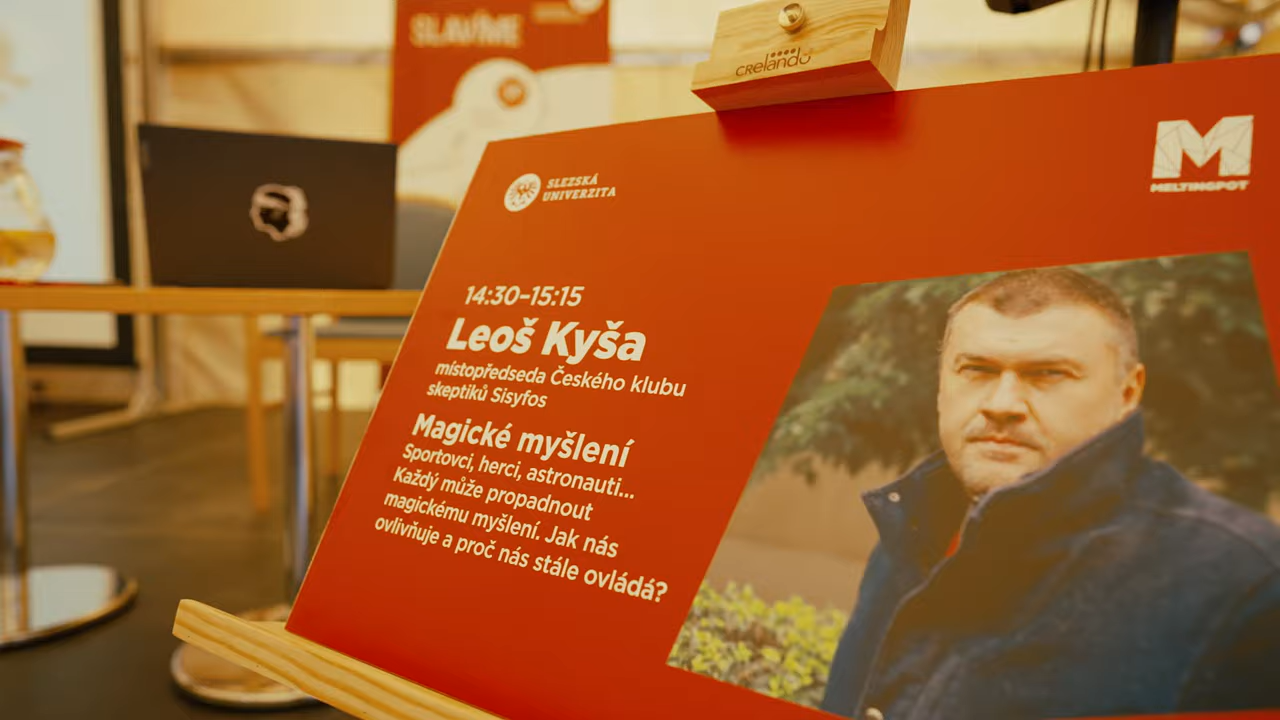 SLAVÍME
CRelando
SLEZSKÁ
UNIVERZITA
MELTINGPOT
14:30–15:15
Leoš Kyša
místopředseda Českého klubu
skeptiků Sisyfos
Magické myšlení
Sportovci, herci, astronauti...
Každý může propadnout
magickému myšlení. Jak nás
ovlivňuje a proč nás stále ovládá?